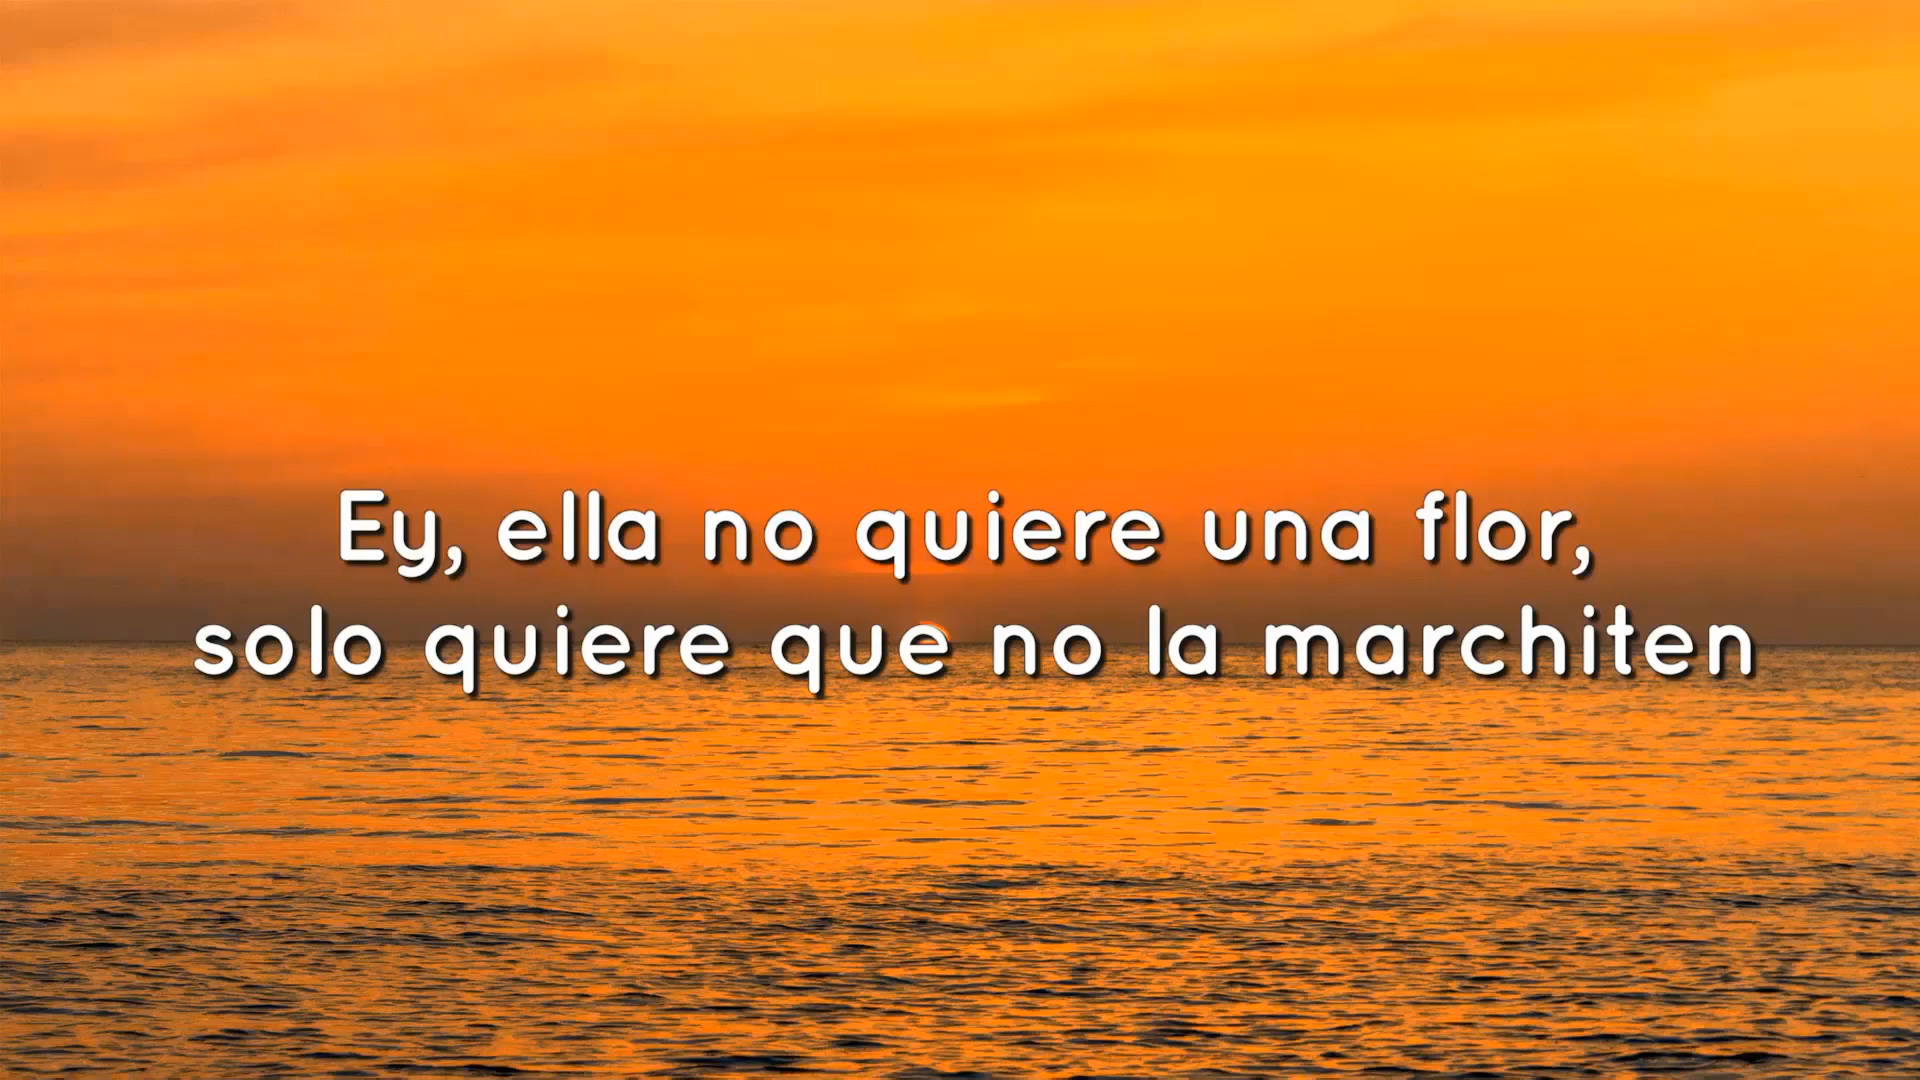 Ey, ella no quiere una flor,
solo quiere que no la marchiten